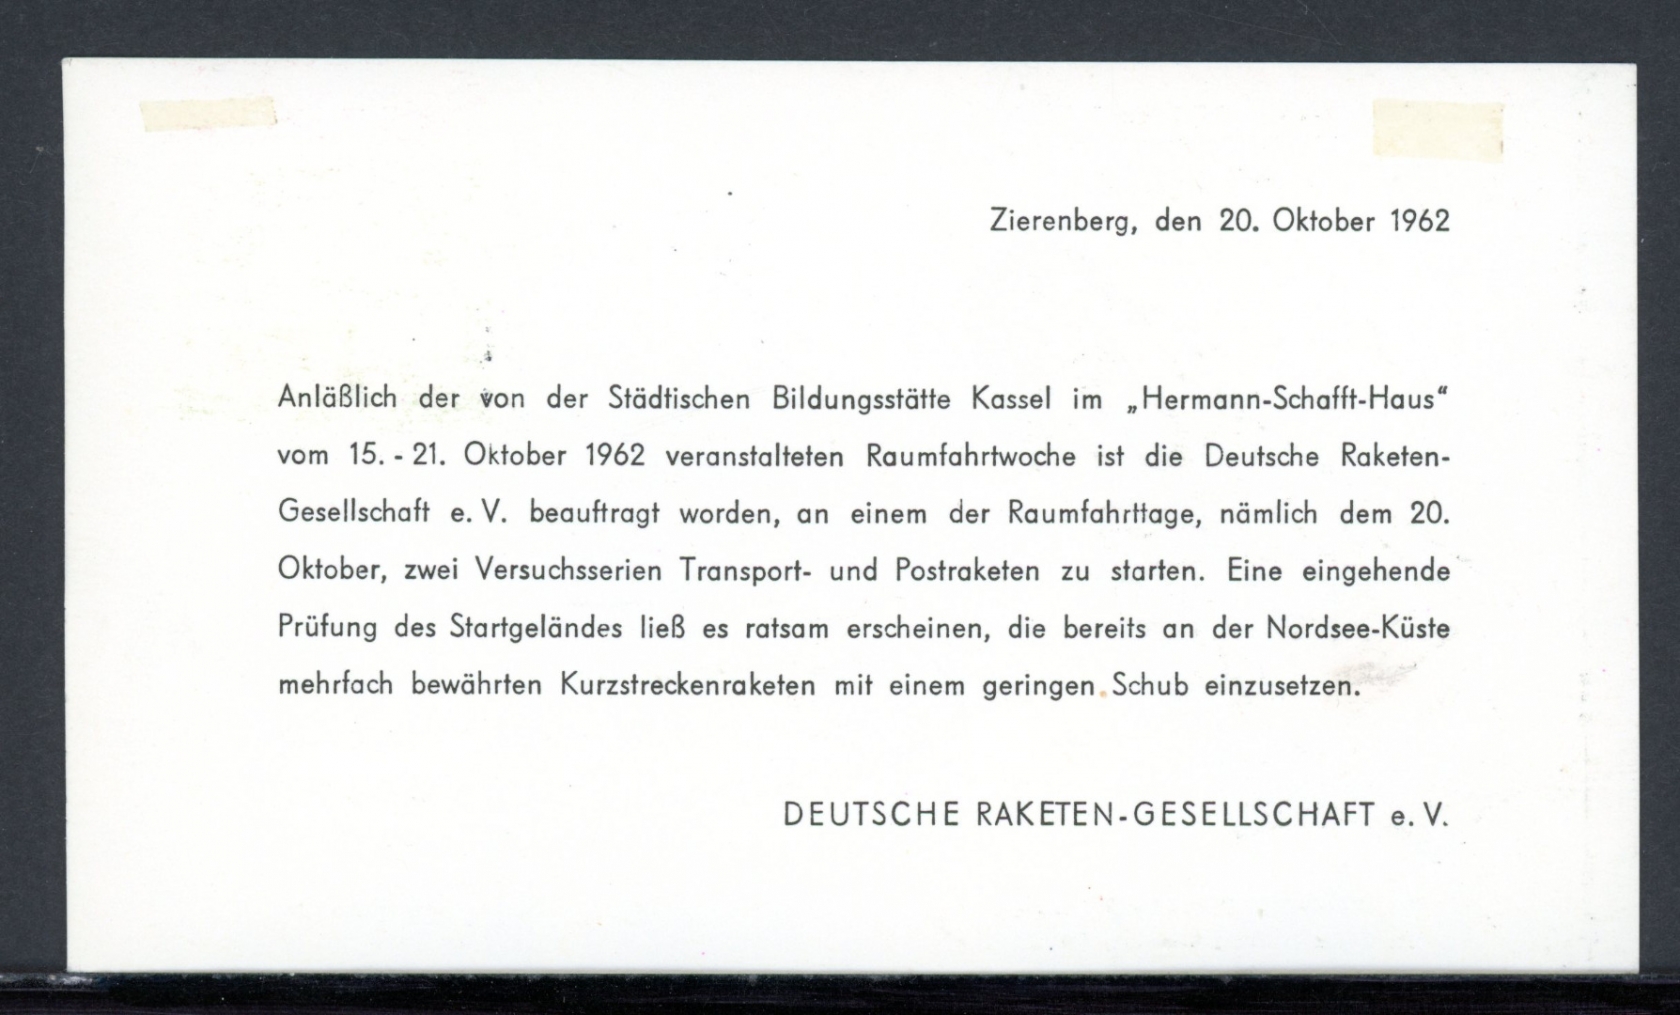 Zierenberg, den 20. Oktober 1962
Anläßlich der von der Städtischen Bildungsstätte Kassel im „Hermann-Schafft-Haus“
vom 15. - 21. Oktober 1962 veranstalteten Raumfahrtwoche ist die Deutsche Raketen-
Gesellschaft e. V. beauftragt worden, an einem der Raumfahrttage, nämlich dem 20.
Oktober, zwei Versuchsserien Transport- und Postraketen zu starten. Eine eingehende
Prüfung des Startgeländes ließ es ratsam erscheinen, die bereits an der Nordsee-Küste
mehrfach bewährten Kurzstreckenraketen mit einem geringen Schub einzusetzen.
DEUTSCHE RAKETEN-GESELLSCHAFT e. V.